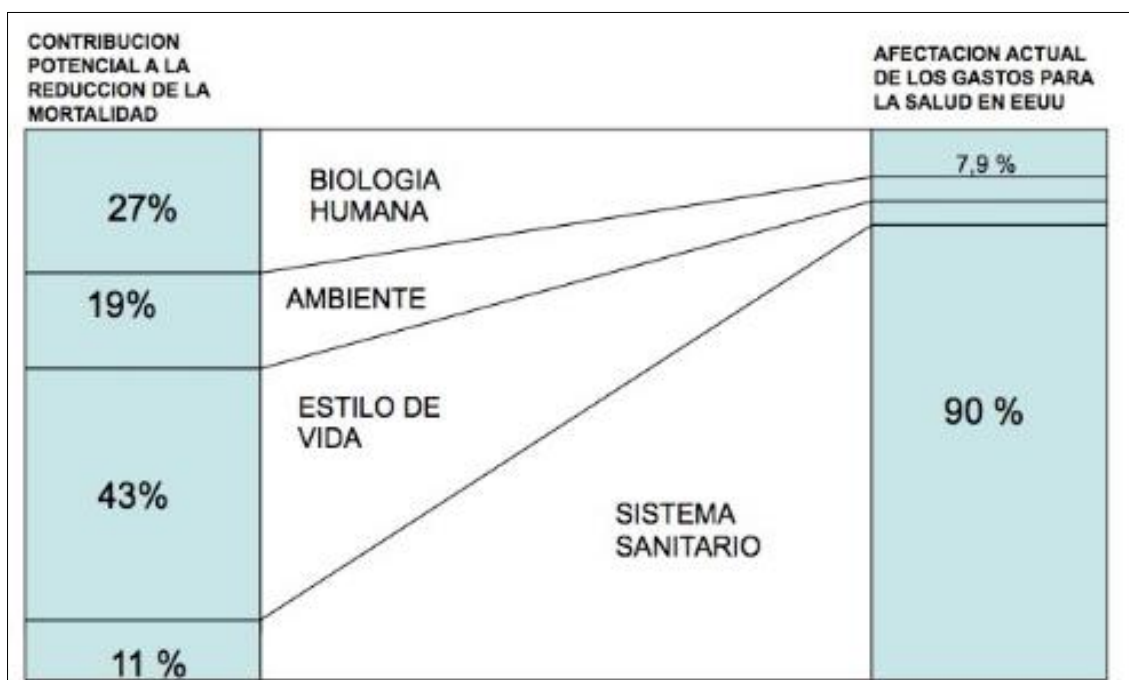 CONTRIBUCION
POTENCIAL A LA
REDUCCION DE LA
MORTALIDAD
AFECTACION ACTUAL
DE LOS GASTOS PARA
LA SALUD EN EEUU
27%
BIOLOGIA
HUMANA
7,9 %
19%
AMBIENTE
43%
ESTILO DE
VIDA
90 %
SISTEMA
SANITARIO
11 %